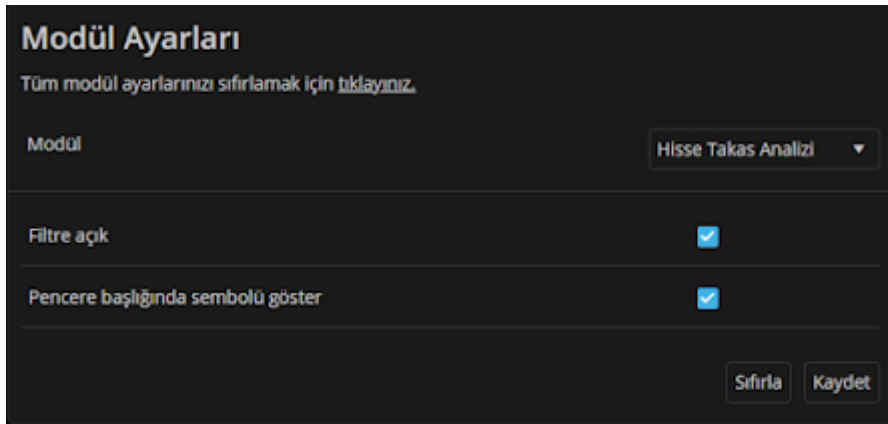 Modül Ayarları
Tüm modül ayarlarınızı sıfırlamak için tıklayınız.
Modül
Hisse Takas Analizi
Filtre açık
Pencere başlığında sembolü göster
Sıfırla
Kaydet